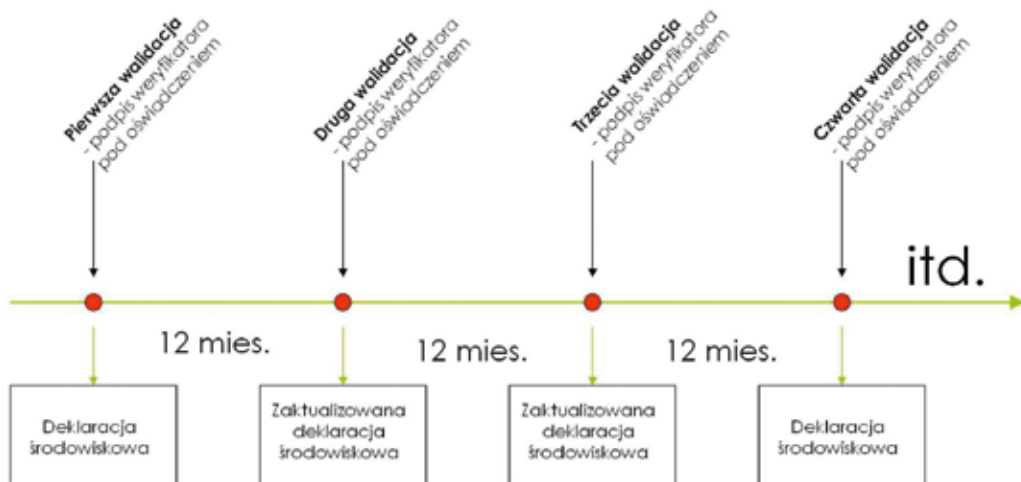 Pierwsza walidacja
- podpis weryfikatora
pod oświadczeniem
Druga walidacja
- podpis weryfikatora
pod oświadczeniem
Trzecia walidacja
- podpis weryfikatora
pod oświadczeniem
Czwarta walidacja
- podpis weryfikatora
pod oświadczeniem
itd.
12 mies.
12 mies.
12 mies.
Deklaracja
środowiskowa
Zaktualizowana
deklaracja
środowiskowa
Zaktualizowana
deklaracja
środowiskowa
Deklaracja
środowiskowa